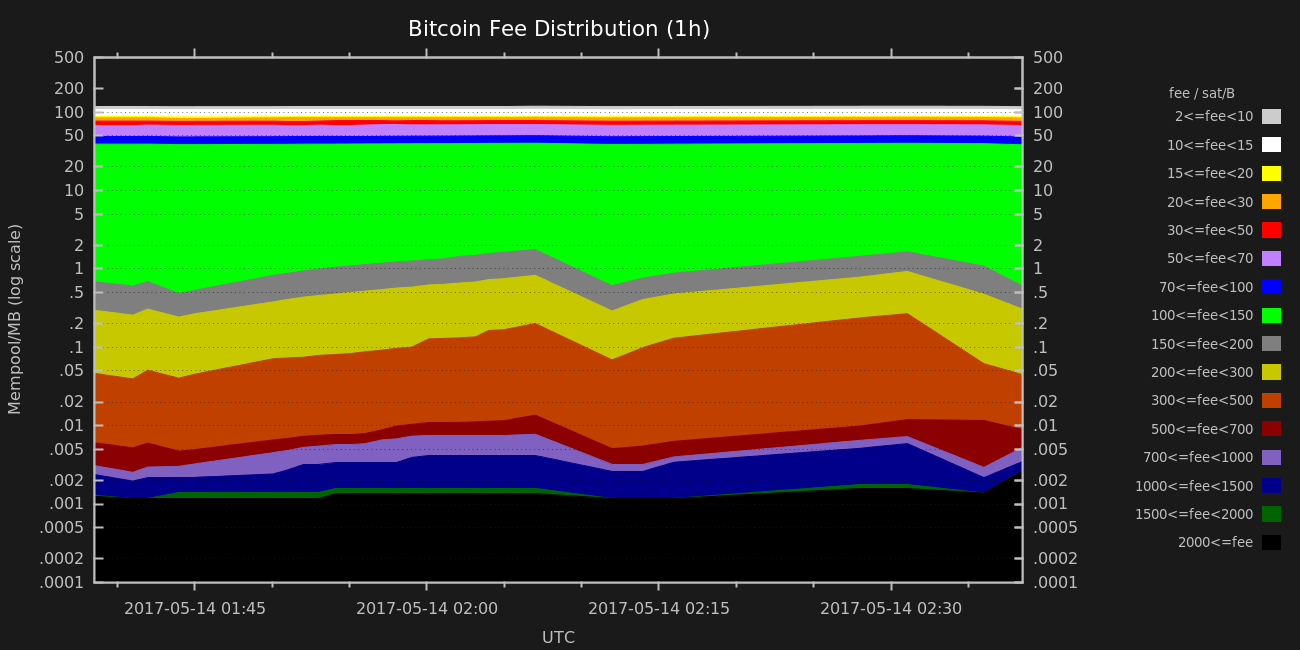 Bitcoin Fee Distribution (1h)
Mempool/MB (log scale)
500
200
100
50
20
10
5
2
1
.5
.2
.1
.05
.02
.01
.005
.002
.001
.0005
.0002
.0001
500
200
100
50
20
10
5
2
1
.5
.2
.1
.05
.02
.01
.005
.002
.001
.0005
.0002
.0001
2017-05-14 01:45
2017-05-14 02:00
2017-05-14 02:15
2017-05-14 02:30
UTC
fee / sat/B
2<=fee<10
10<=fee<15
15<=fee<20
20<=fee<30
30<=fee<50
50<=fee<70
70<=fee<100
100<=fee<150
150<=fee<200
200<=fee<300
300<=fee<500
500<=fee<700
700<=fee<1000
1000<=fee<1500
1500<=fee<2000
2000<=fee